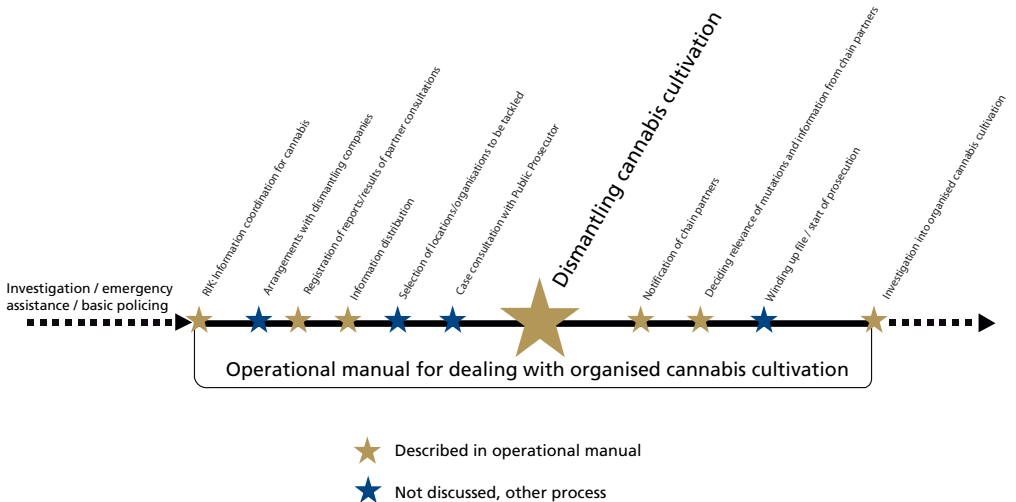 RIK: Information coordination for cannabis
Arrangements with dismantling companies
Registration of reports/results of partner consultations
Information distribution
Selection of locations/organisations to be tackled
Case consultation with Public Prosecutor
Dismantling cannabis cultivation
Notification of chain partners
Decding relevance of mutations and information from chain partners
Winding up file / start of prosecution
Investigation into organised cannabis cultivation
Investigation / emergency
assistance / basic policing
Operational manual for dealing with organised cannabis cultivation
Described in operational manual
Not discussed, other process